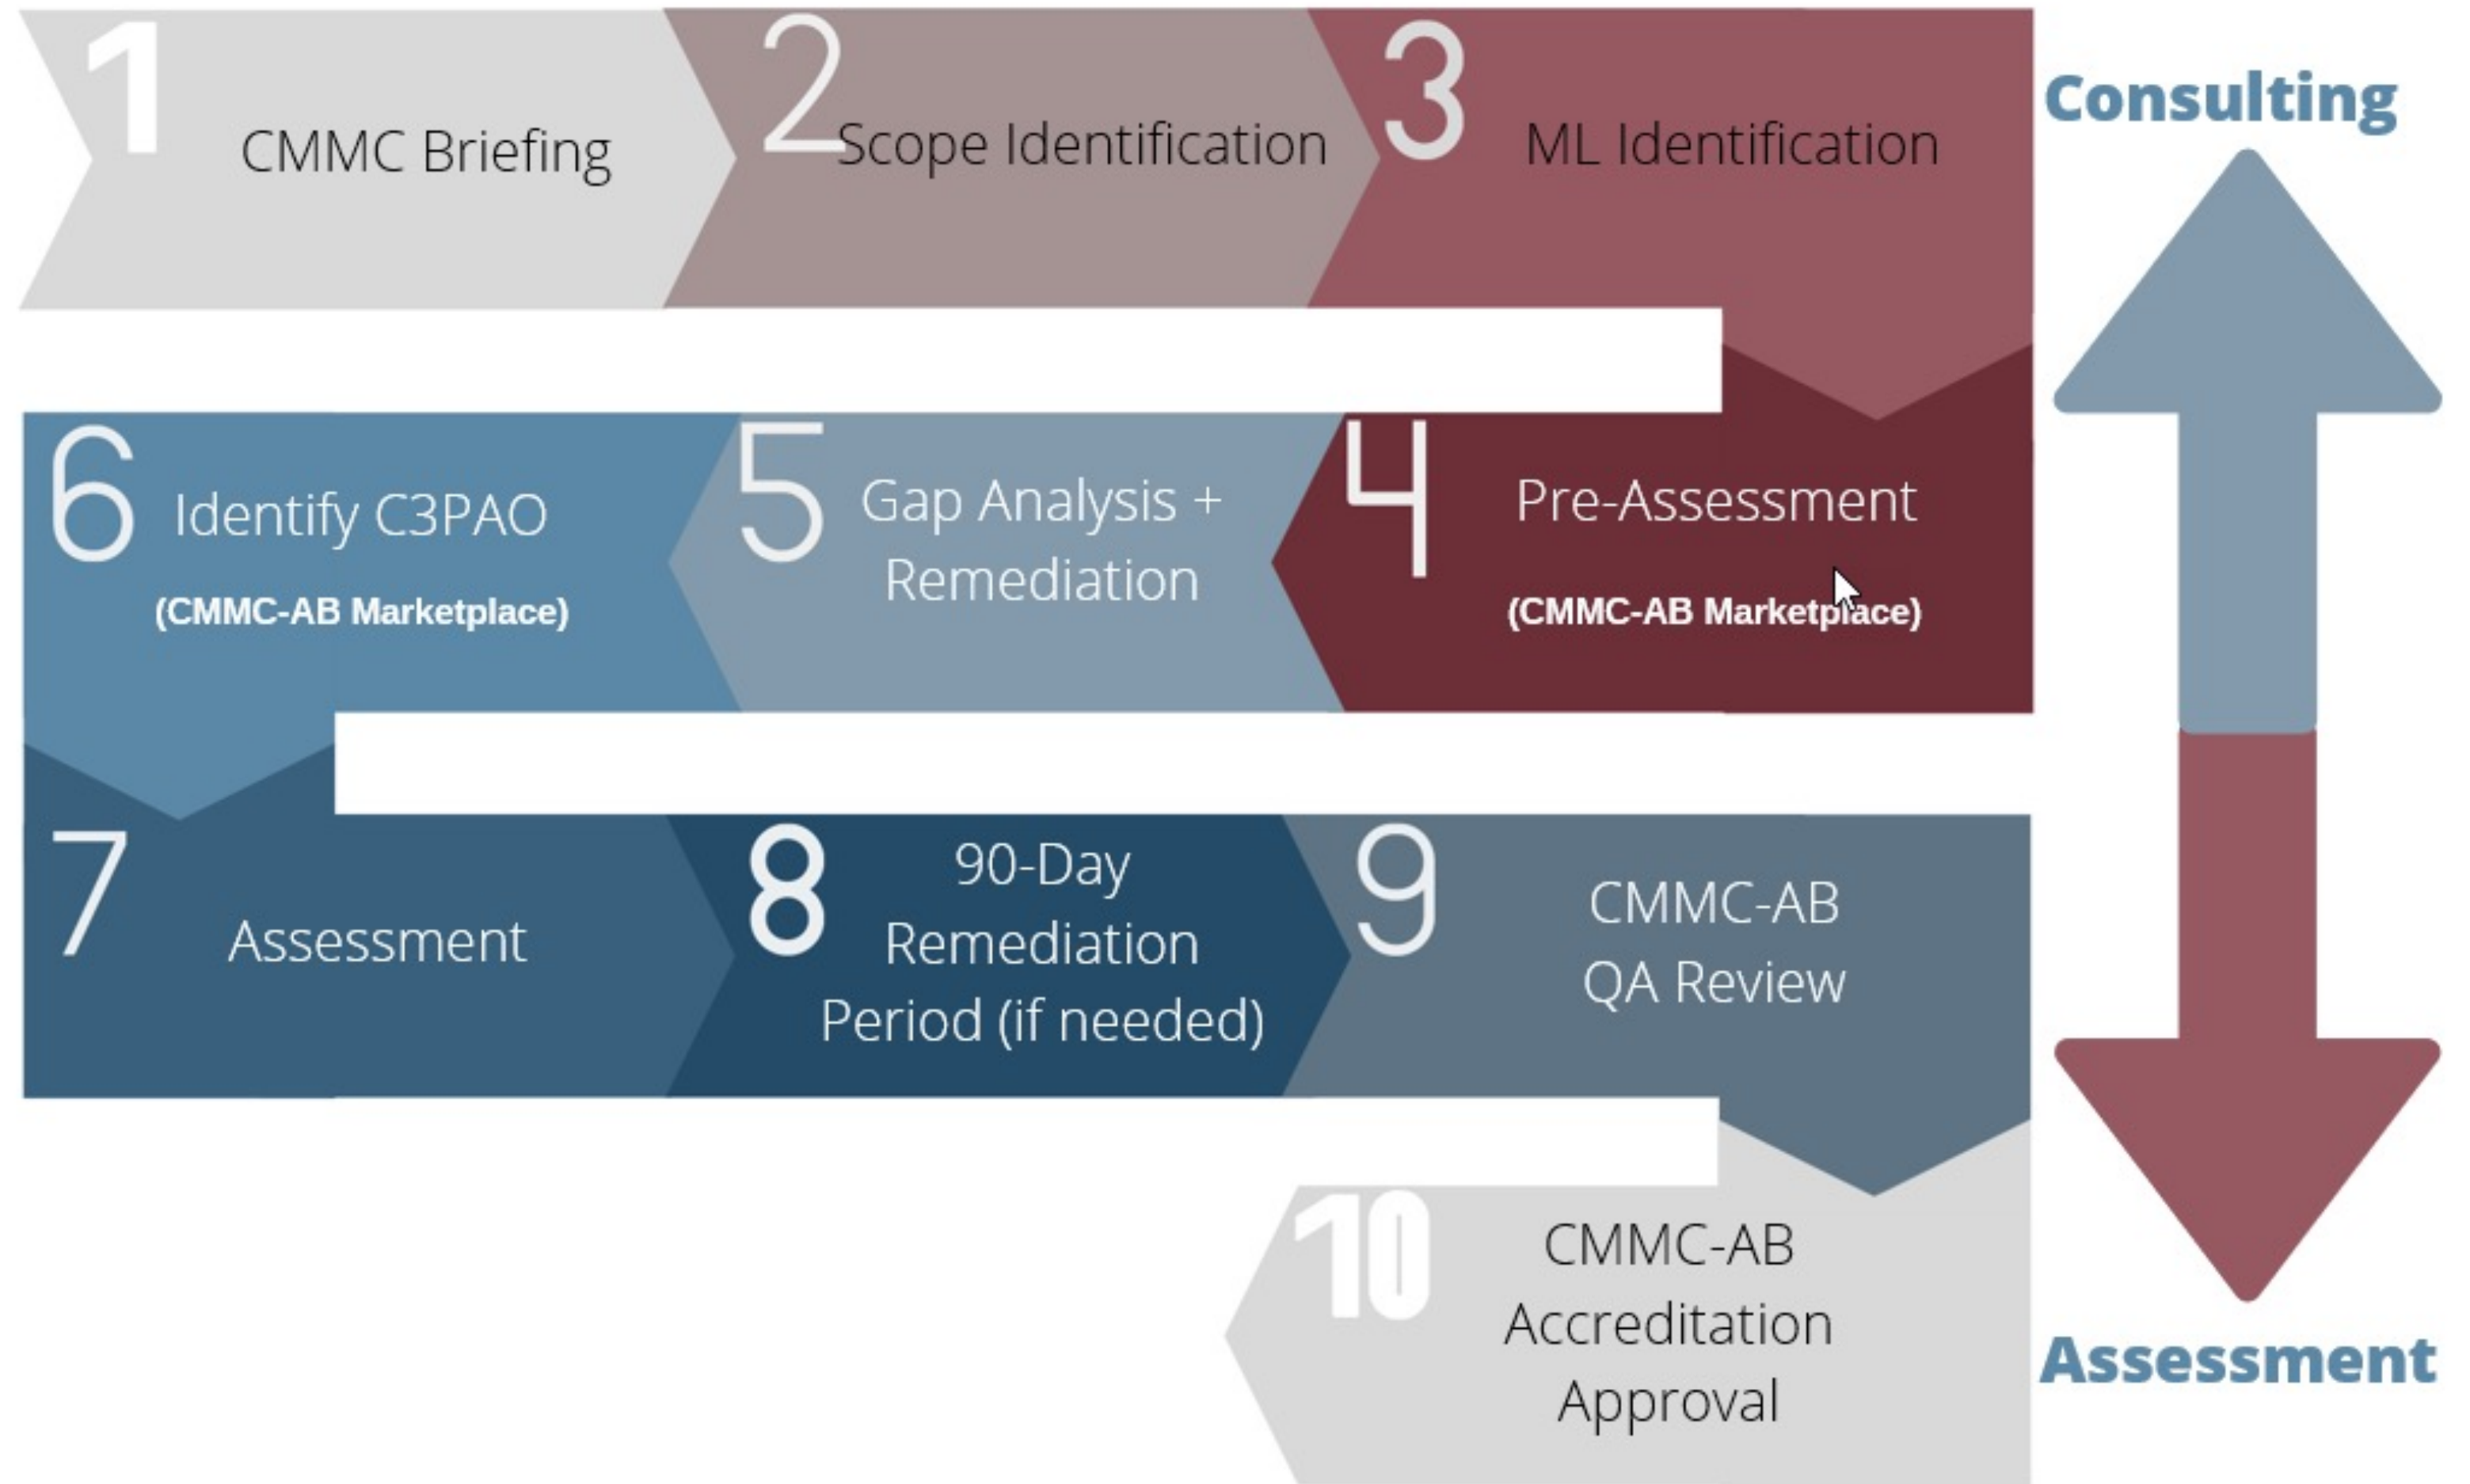 1
CMMC Briefing
2
Scope Identification
3
ML Identification
Consulting
4
Pre-Assessment
(CMMC-AB Marketplace)
5
Gap Analysis +
Remediation
6
Identify C3PAO
(CMMC-AB Marketplace)
7
Assessment
8
90-Day
Remediation
Period (if needed)
9
CMMC-AB
QA Review
10
CMMC-AB
Accreditation
Approval
Assessment